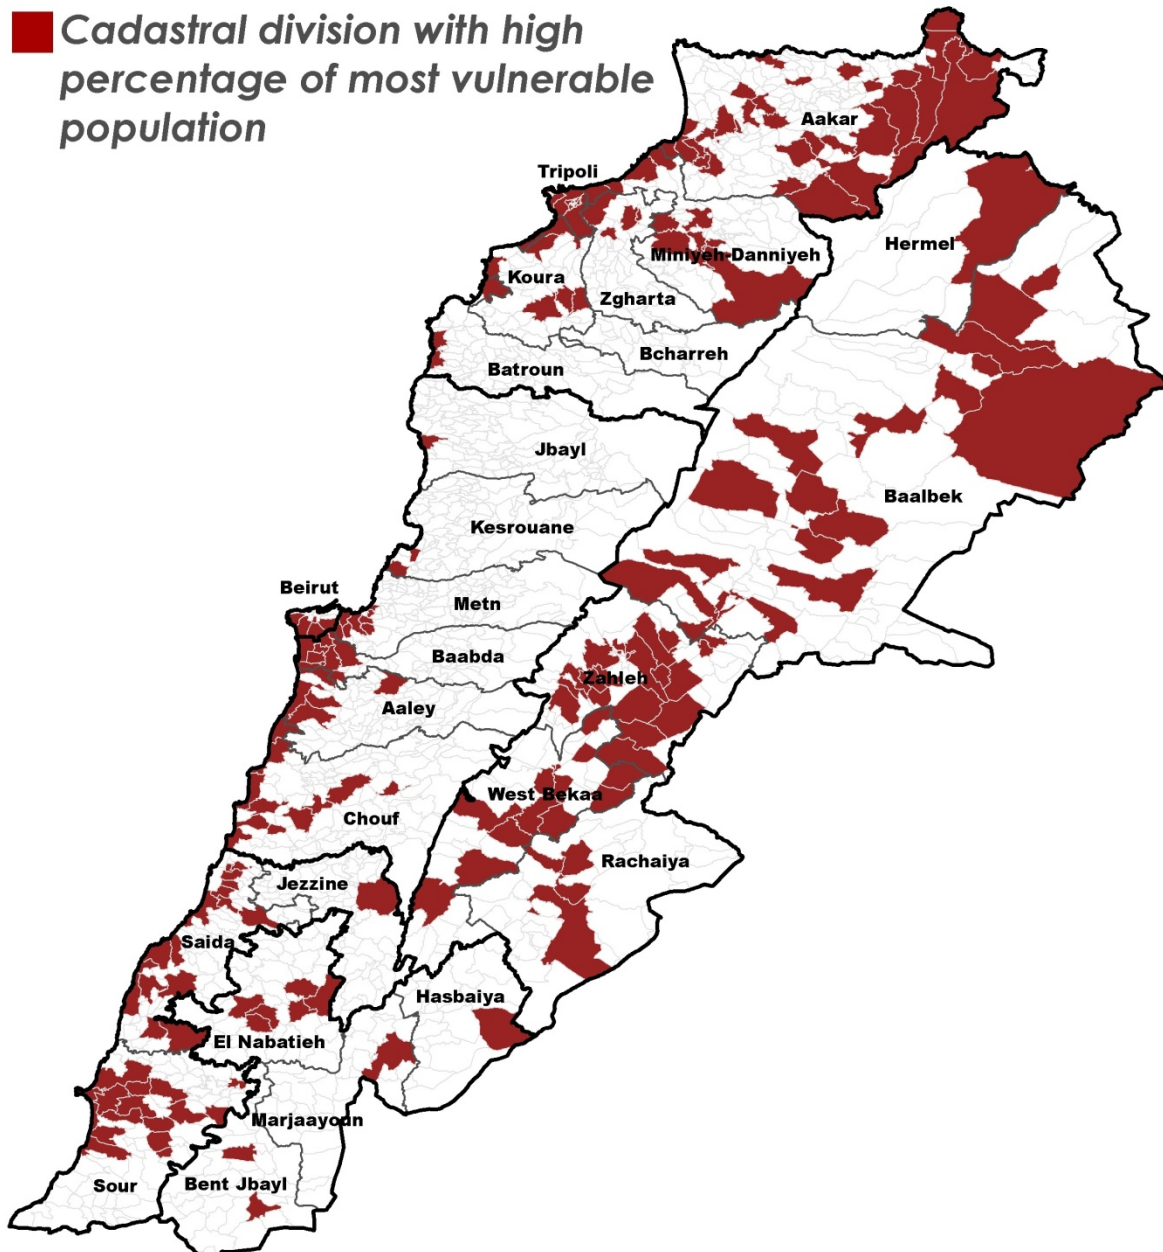 Cadastral division with high
percentage of most vulnerable
population
Aakar
Tripoli
Hermel
Miniyeh-Danniyeh
Koura
Zgharta
Bcharreh
Batroun
Jbayl
Baalbek
Kesrouane
Beirut
Metn
Baabda
Zahleh
Aaley
West Bekaa
Chouf
Rachaiya
Jezzine
Saida
Hasbaiya
El Nabatieh
Marjaayoun
Sour
Bent Jbayl